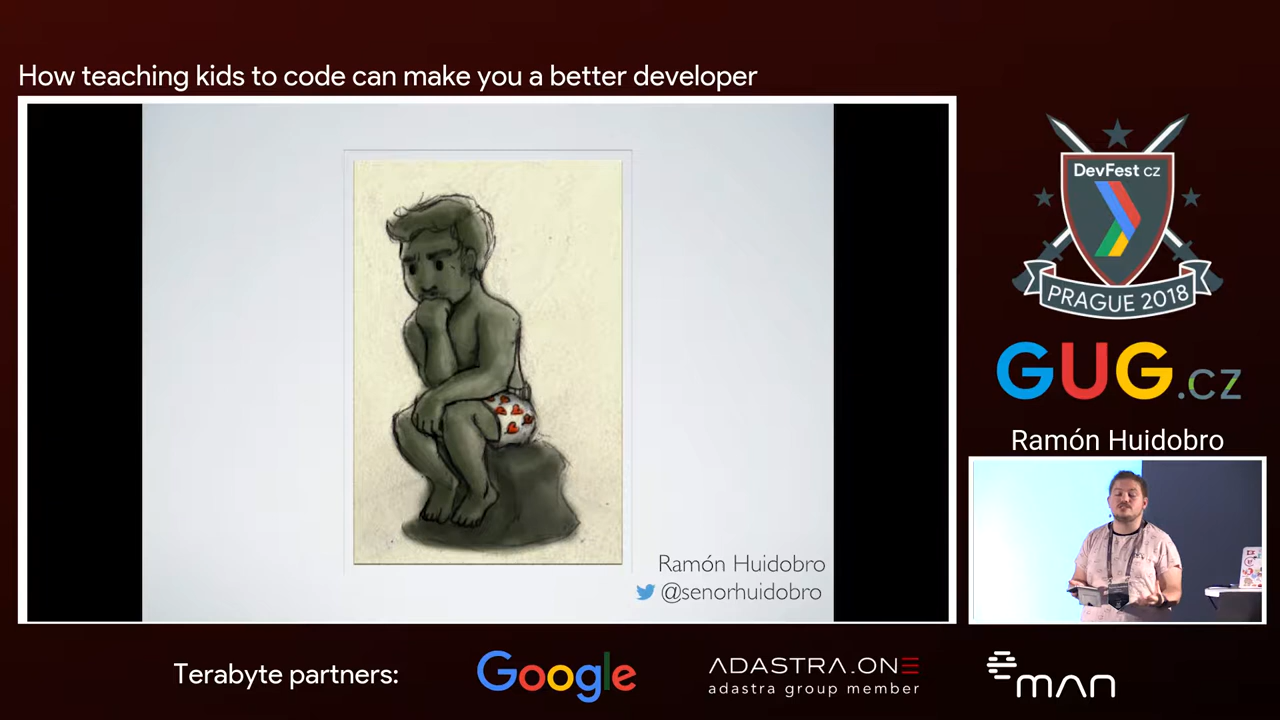 How teaching kids to code can make you a better developer
DevFest cz
PRAGUE 2018
GUG.cz
Ramón Huidobro
Ramón Huidobro
@senorhuidobro
Terabyte partners:
Google
ADASTRA.ONE
adastra group member
eman